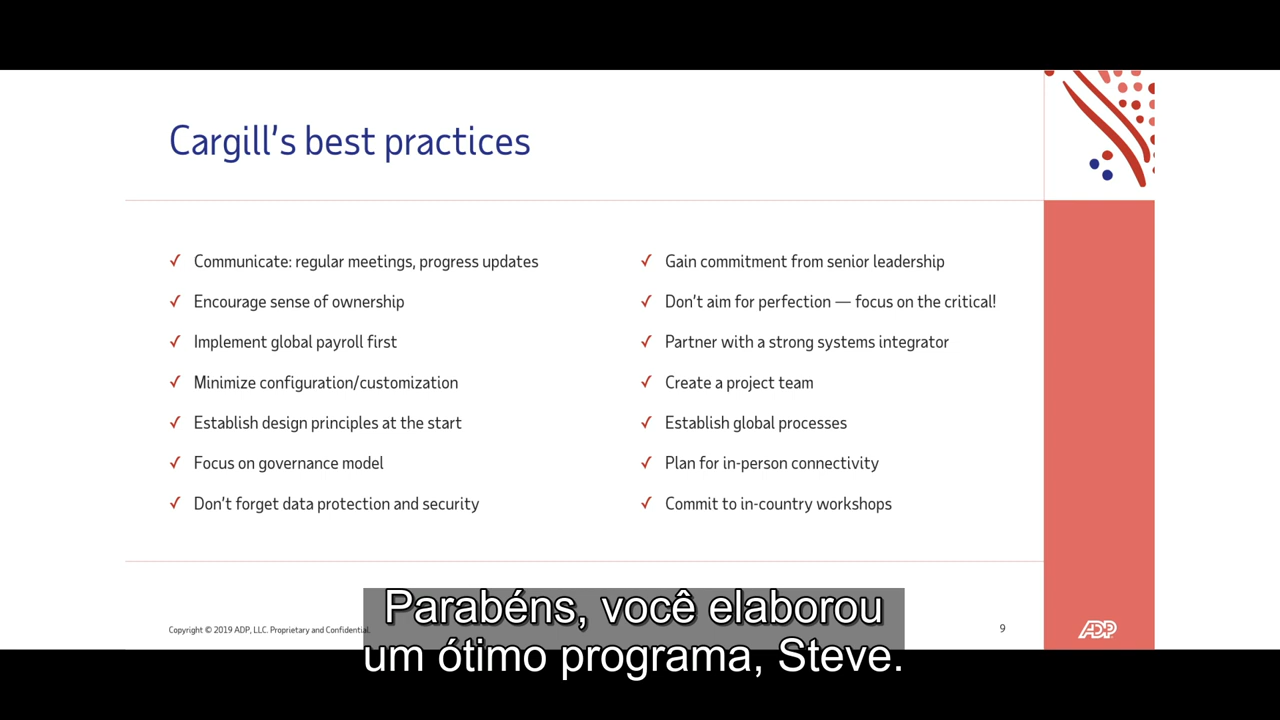 Cargill's best practices
✓ Communicate: regular meetings, progress updates
✓ Encourage sense of ownership
✓ Implement global payroll first
✓ Minimize configuration/customization
✓ Establish design principles at the start
✓ Focus on governance model
✓ Don't forget data protection and security
✓ Gain commitment from senior leadership
✓ Don't aim for perfection — focus on the critical!
✓ Partner with a strong systems integrator
✓ Create a project team
✓ Establish global processes
✓ Plan for in-person connectivity
✓ Commit to in-country workshops
Copyright © 2019 ADP, LLC. Proprietary and Confidential.
9
ADP
Parabéns, você elaborou
um ótimo programa, Steve.